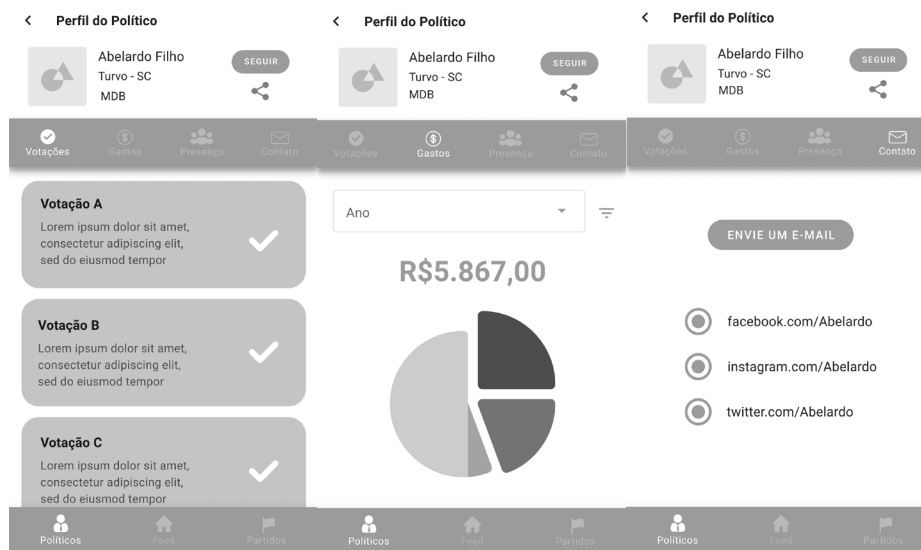 Perfil do Político
Abelardo Filho
SEGUIR
Turvo - SC
MDB
Votações
Gastos
Presença
Contato
Votação A
Lorem ipsum dolor sit amet,
consectetur adipiscing elit,
sed do eiusmod tempor
Votação B
Lorem ipsum dolor sit amet,
consectetur adipiscing elit,
sed do eiusmod tempor
Votação C
Lorem ipsum dolor sit amet,
consectetur adipiscing elit,
sed do eiusmod tempor
Políticos
Feed
Partidos
Perfil do Político
Abelardo Filho
SEGUIR
Turvo - SC
MDB
Votações
Gastos
Presença
Contato
Ano
R$5.867,00
Políticos
Feed
Partidos
Perfil do Político
Abelardo Filho
SEGUIR
Turvo - SC
MDB
Votações
Gastos
Presença
Contato
ENVIE UM E-MAIL
facebook.com/Abelardo
instagram.com/Abelardo
twitter.com/Abelardo
Políticos
Feed
Partidos